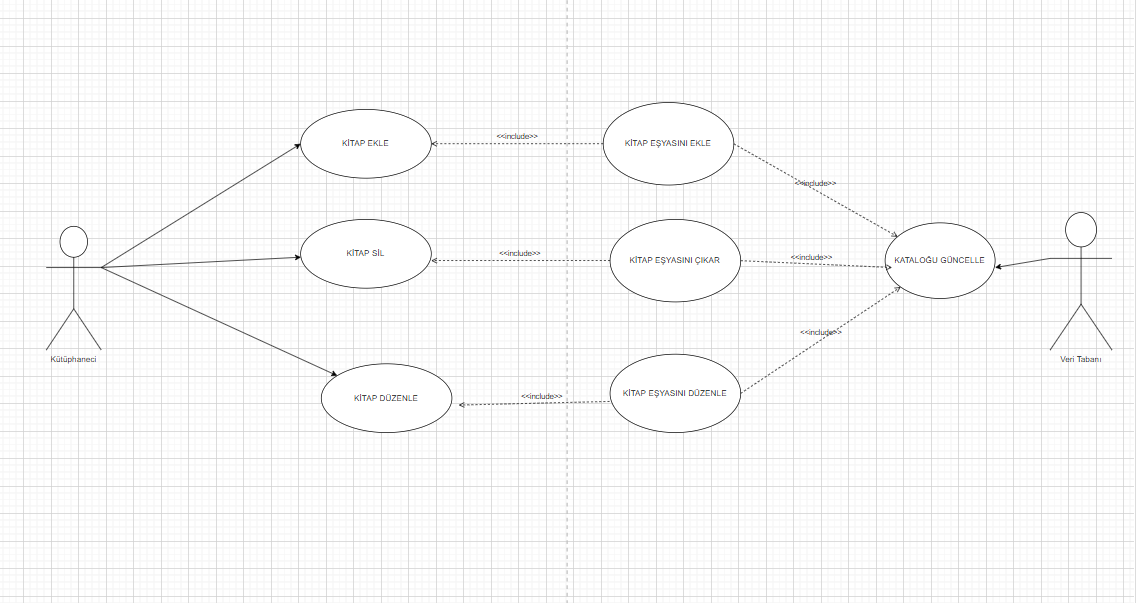 KİTAP EKLE
<<include>>
KİTAP EŞYASINI EKLE
<<include>>
KİTAP SİL
<<include>>
KİTAP EŞYASINI ÇIKAR
<<include>>
KATALOĞU GÜNCELLE
<<include>>
Kütüphaneci
Veri Tabanı
KİTAP DÜZENLE
<<include>>
KİTAP EŞYASINI DÜZENLE